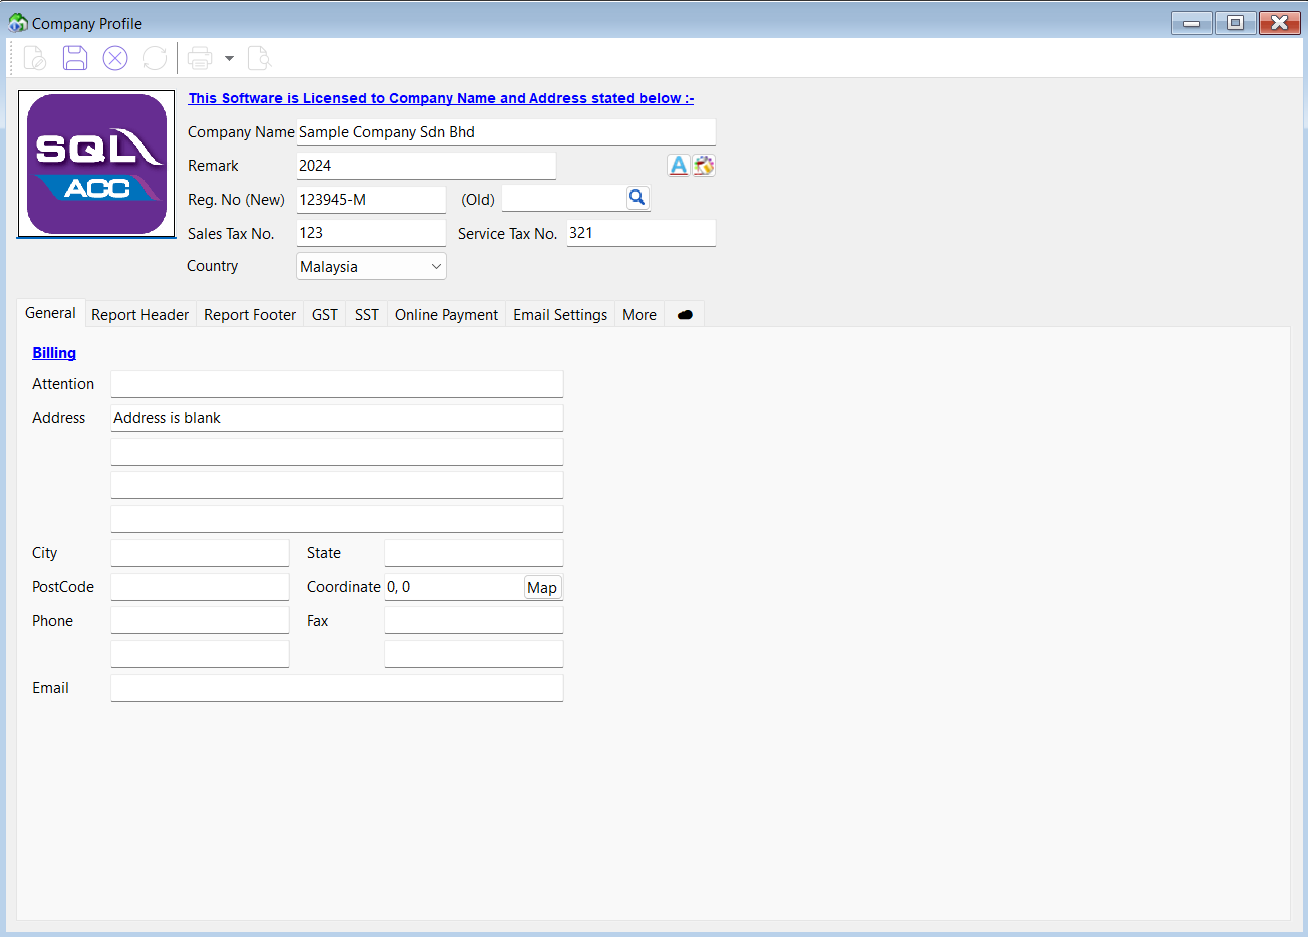 Company Profile
This Software is Licensed to Company Name and Address stated below :-
SQL
ACC
Company Name Sample Company Sdn Bhd
Remark 2024
A
Reg. No (New) 123945-M (Old)
Sales Tax No. 123 Service Tax No. 321
Country Malaysia
General Report Header Report Footer GST SST Online Payment Email Settings More
Billing
Attention
Address Address is blank
City State
PostCode Coordinate 0, 0 Map
Phone Fax
Email